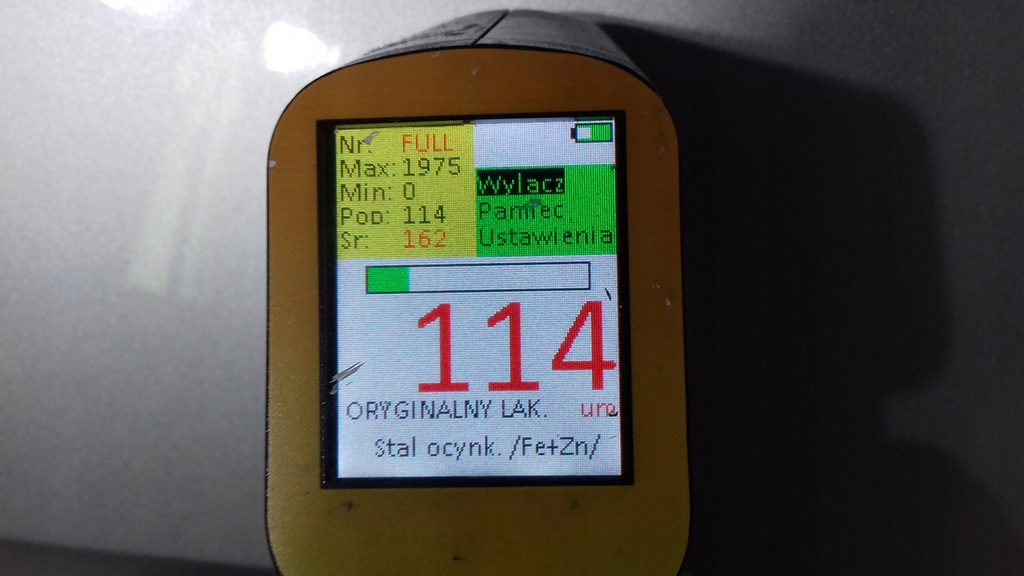 Nr: FULL
Max: 1975
Min: 0
Pop: 114
Sr: 162
Wylacz
Pamiec
Ustawienia
114
ORYGINALNY LAK. um
Stal ocynk. /Fe+Zn/